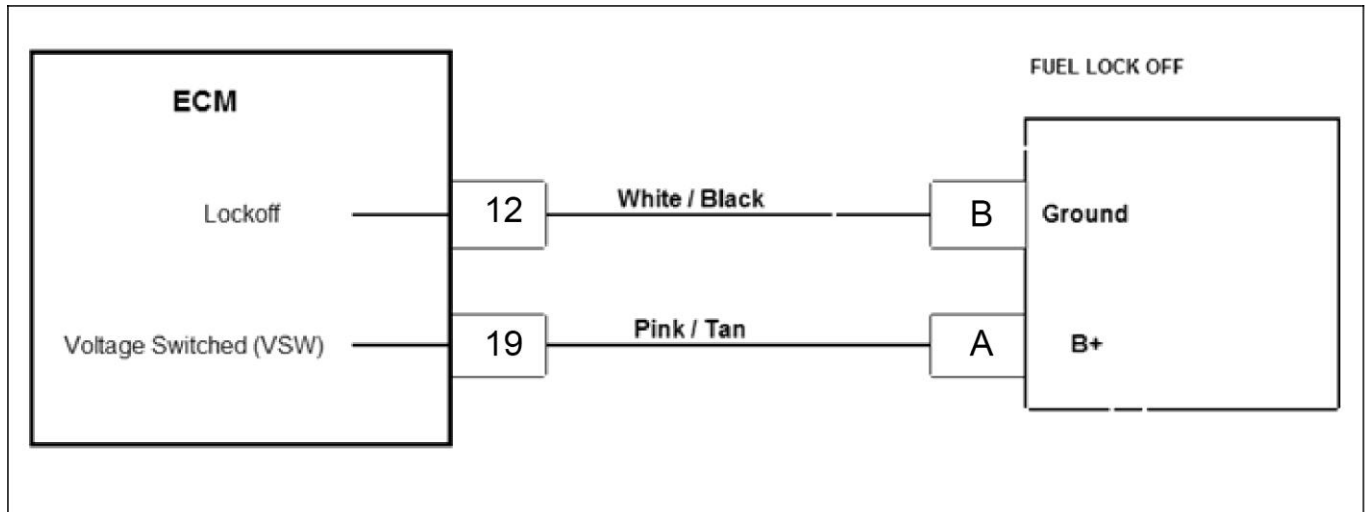 FUEL LOCK OFF
ECM
Lockoff
12
White / Black
B
Ground
Voltage Switched (VSW)
19
Pink / Tan
A
B+